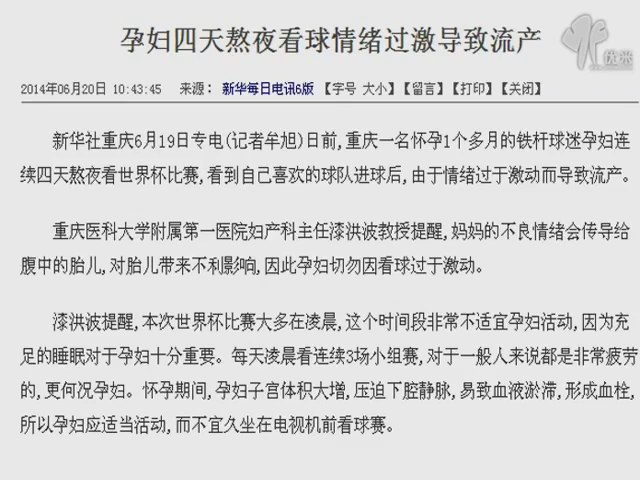 孕妇四天熬夜看球情绪过激导致流产
优米
2014年06月20日 10:43:45 来源: 新华每日电讯6版 【字号 大小】【留言】【打印】【关闭】
新华社重庆6月19日专电(记者牟旭)日前,重庆一名怀孕1个多月的铁杆球迷孕妇连
续四天熬夜看世界杯比赛,看到自己喜欢的球队进球后,由于情绪过于激动而导致流产。
重庆医科大学附属第一医院妇产科主任漆洪波教授提醒,妈妈的不良情绪会传导给
腹中的胎儿,对胎儿带来不利影响,因此孕妇切勿因看球过于激动。
漆洪波提醒,本次世界杯比赛大多在凌晨,这个时间段非常不适宜孕妇活动,因为充
足的睡眠对于孕妇十分重要。每天凌晨看连续3场小组赛,对于一般人来说都是非常疲劳
的,更何况孕妇。怀孕期间,孕妇子宫体积大增,压迫下腔静脉,易致血液淤滞,形成血栓,
所以孕妇应适当活动,而不宜久坐在电视机前看球赛。